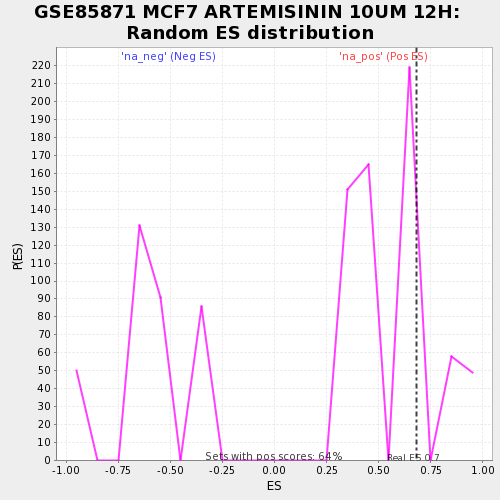 GSE85871 MCF7 ARTEMISININ 10UM 12H:
Random ES distribution
'na_neg' (Neg ES)
'na_pos' (Pos ES)
220
210
200
190
180
170
160
150
140
130
120
110
100
90
80
70
60
50
40
30
20
10
0
P(ES)
Sets with pos scores: 64%
Real ES 0.7
-1.00 -0.75 -0.50 -0.25 0.00 0.25 0.50 0.75 1.00
ES